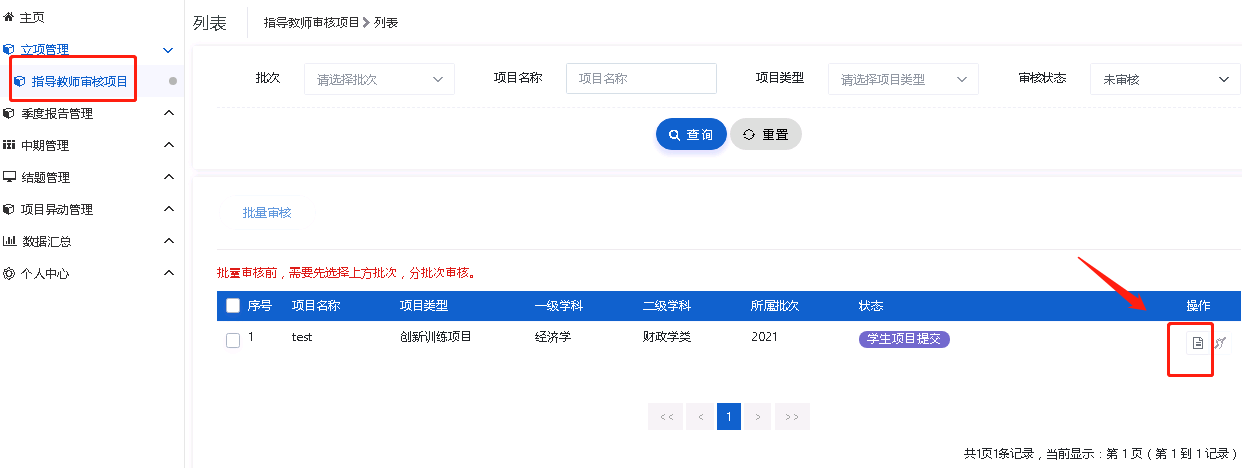 主页
立项管理
指导教师审核项目
季度报告管理
中期管理
结题管理
项目异动管理
数据汇总
个人中心
列表 指导教师审核项目 > 列表
批次 请选择批次 项目名称 项目名称 项目类型 请选择项目类型 审核状态 未审核
查询 重置
批量审核
批量审核前，需要先选择上方批次，分批次审核。
序号 项目名称 项目类型 一级学科 二级学科 所属批次 状态 操作
1 test 创新训练项目 经济学 财政学类 2021 学生项目提交
<< < 1 > >>
共1页1条记录，当前显示：第 1 页（第 1 到 1 记录）